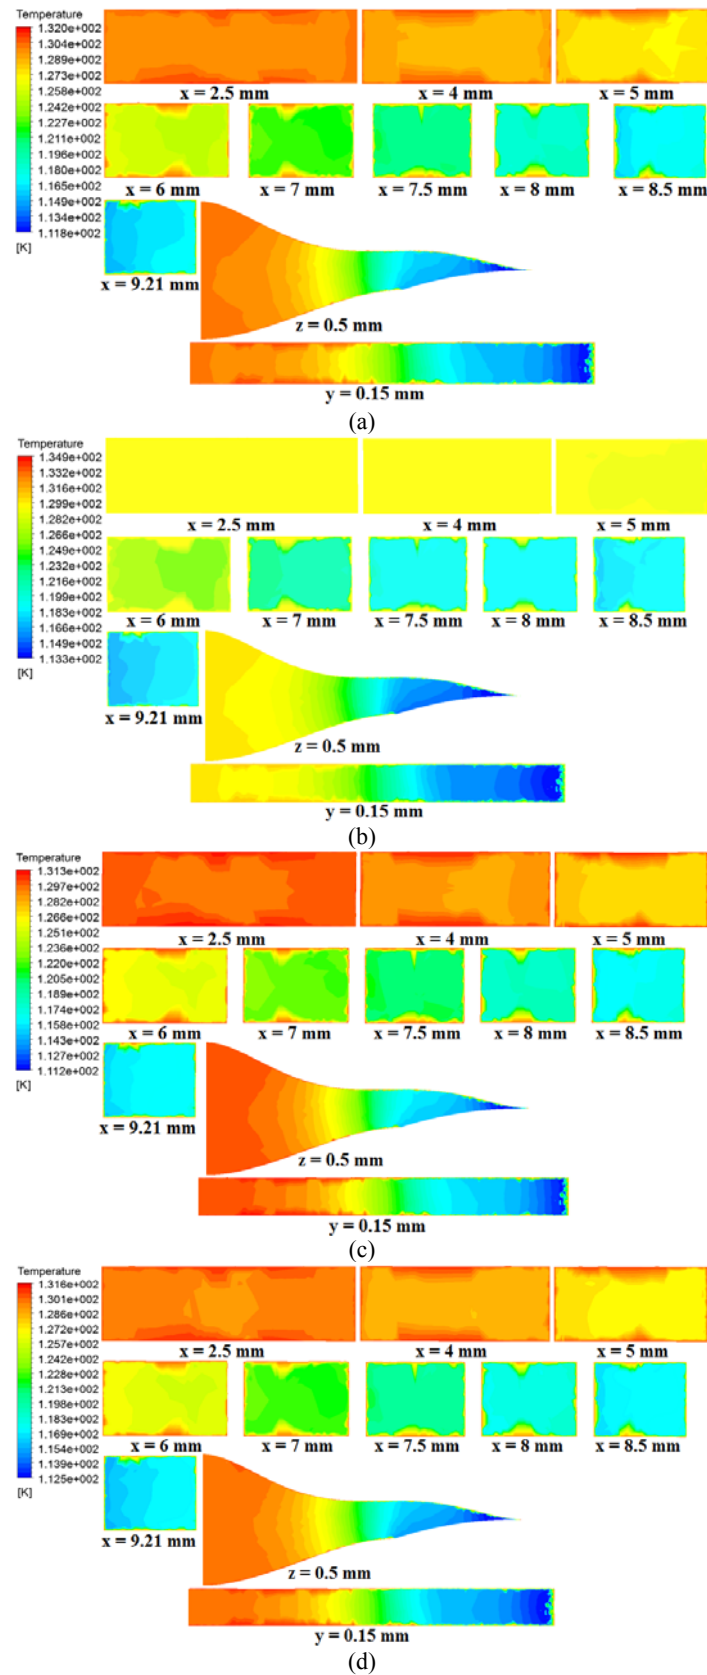 Temperature
1.320e+002
1.304e+002
1.289e+002
1.273e+002
1.258e+002
1.242e+002
1.227e+002
1.211e+002
1.196e+002
1.180e+002
1.165e+002
1.149e+002
1.134e+002
1.118e+002
[K]
x = 2.5 mm
x = 4 mm
x = 5 mm
x = 6 mm
x = 7 mm
x = 7.5 mm
x = 8 mm
x = 8.5 mm
x = 9.21 mm
z = 0.5 mm
y = 0.15 mm
(a)
Temperature
1.349e+002
1.332e+002
1.316e+002
1.299e+002
1.282e+002
1.266e+002
1.249e+002
1.232e+002
1.216e+002
1.199e+002
1.183e+002
1.166e+002
1.149e+002
1.133e+002
[K]
x = 2.5 mm
x = 4 mm
x = 5 mm
x = 6 mm
x = 7 mm
x = 7.5 mm
x = 8 mm
x = 8.5 mm
x = 9.21 mm
z = 0.5 mm
y = 0.15 mm
(b)
Temperature
1.313e+002
1.297e+002
1.282e+002
1.266e+002
1.251e+002
1.236e+002
1.220e+002
1.205e+002
1.189e+002
1.174e+002
1.158e+002
1.143e+002
1.127e+002
1.112e+002
[K]
x = 2.5 mm
x = 4 mm
x = 5 mm
x = 6 mm
x = 7 mm
x = 7.5 mm
x = 8 mm
x = 8.5 mm
x = 9.21 mm
z = 0.5 mm
y = 0.15 mm
(c)
Temperature
1.316e+002
1.301e+002
1.286e+002
1.272e+002
1.257e+002
1.242e+002
1.228e+002
1.213e+002
1.198e+002
1.183e+002
1.169e+002
1.154e+002
1.139e+002
1.125e+002
[K]
x = 2.5 mm
x = 4 mm
x = 5 mm
x = 6 mm
x = 7 mm
x = 7.5 mm
x = 8 mm
x = 8.5 mm
x = 9.21 mm
z = 0.5 mm
y = 0.15 mm
(d)